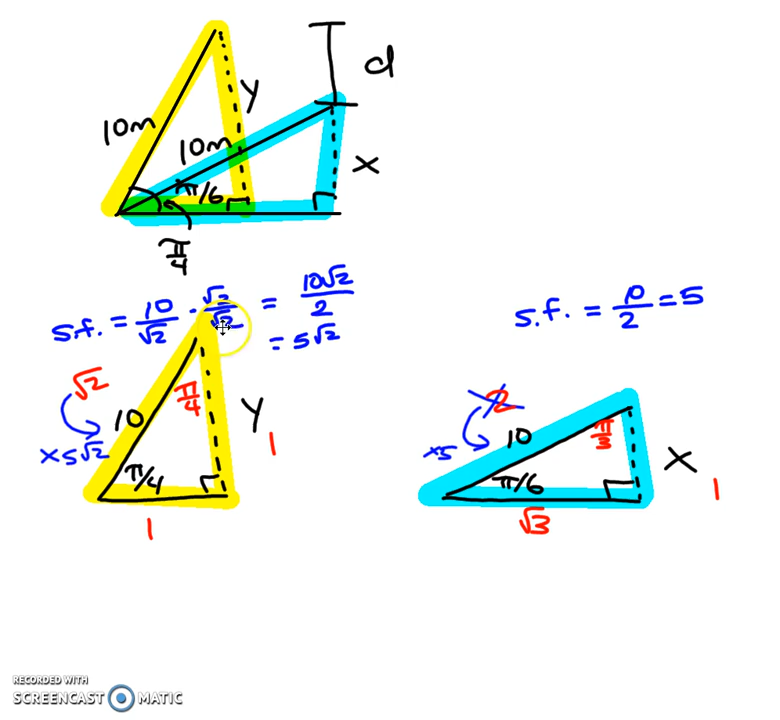 d
10m
y
10m
x
π/6
π/4
s.f. = 10/√2 · √2/√2 = 10√2/2
= 5√2
s.f. = 10/2 = 5
√2
π/4
10
y
×5√2
1
π/4
1
2
10
π/3
×5
x
π/6
1
√3
RECORDED WITH
SCREENCAST MATIC